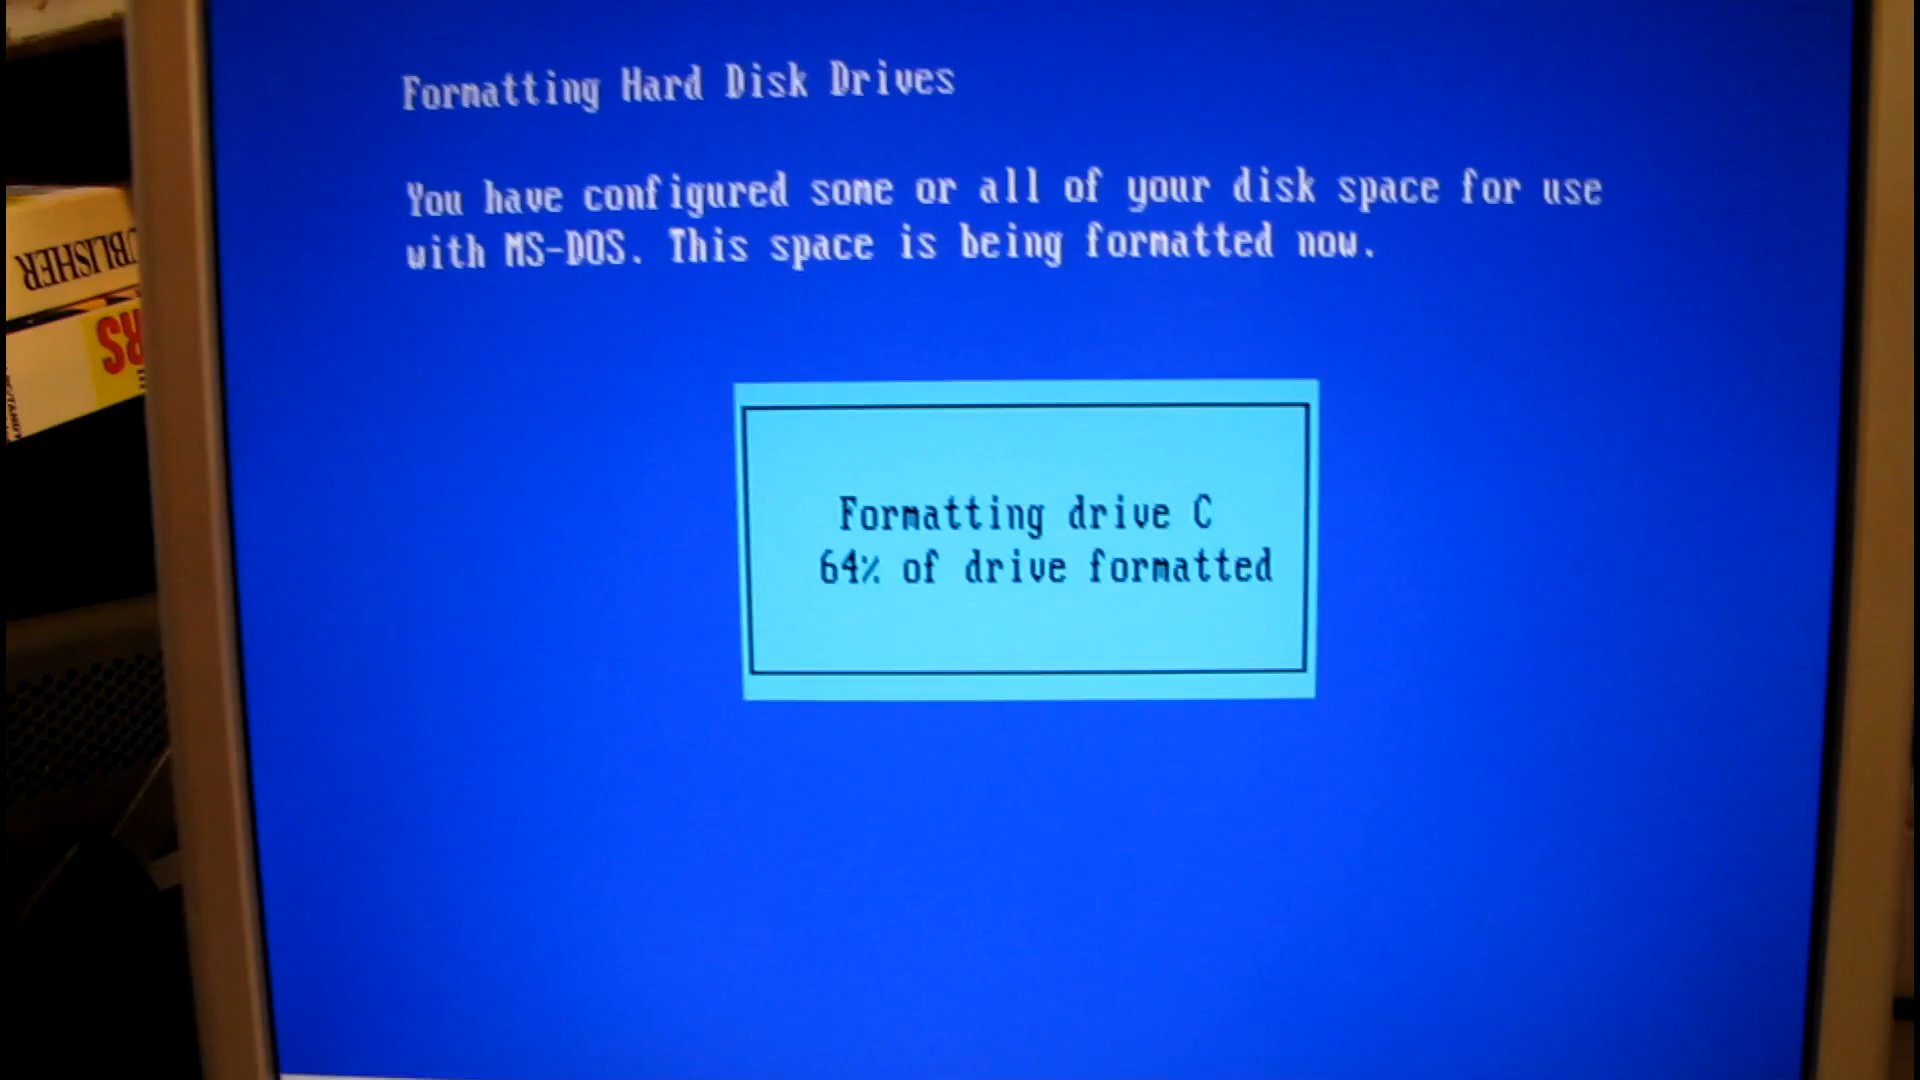 Formatting Hard Disk Drives
You have configured some or all of your disk space for use
with MS-DOS. This space is being formatted now.
Formatting drive C
64% of drive formatted
BLISHER
RS